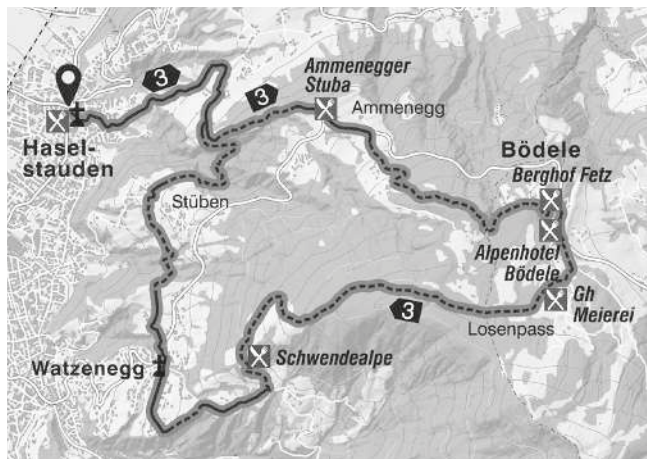 3
3
Ammenegger
Stuba
Ammenegg
Hasel-
stauden
Bödele
Berghof Fetz
Stüben
Alpenhotel
Bödele
Gh
Meierei
3
Losenpass
Schwendealpe
Watzenegg